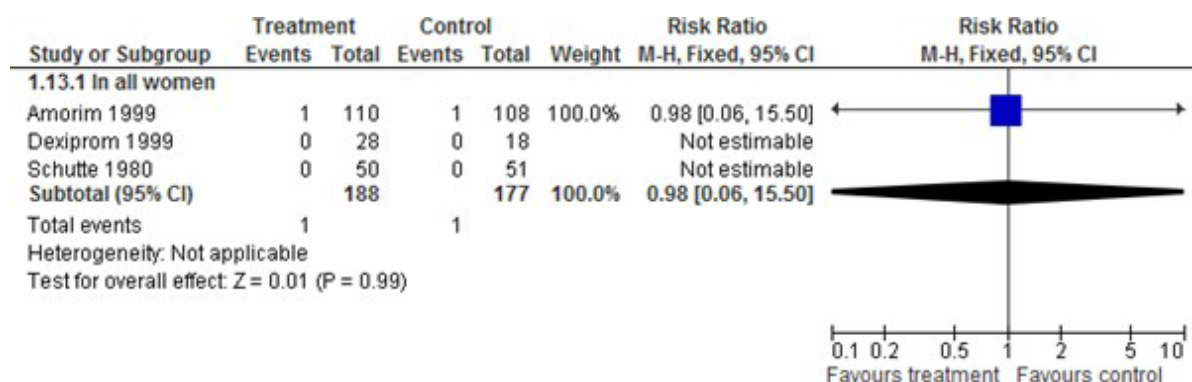 Treatment Control Risk Ratio Risk Ratio
Study or Subgroup Events Total Events Total Weight M-H, Fixed, 95% CI M-H, Fixed, 95% CI
1.13.1 In all women
Amorim 1999 1 110 1 108 100.0% 0.98 [0.06, 15.50]
Dexiprom 1999 0 28 0 18 Not estimable
Schutte 1980 0 50 0 51 Not estimable
Subtotal (95% CI) 188 177 100.0% 0.98 [0.06, 15.50]
Total events 1 1
Heterogeneity: Not applicable
Test for overall effect: Z = 0.01 (P = 0.99)
0.1 0.2 0.5 1 2 5 10
Favours treatment Favours control